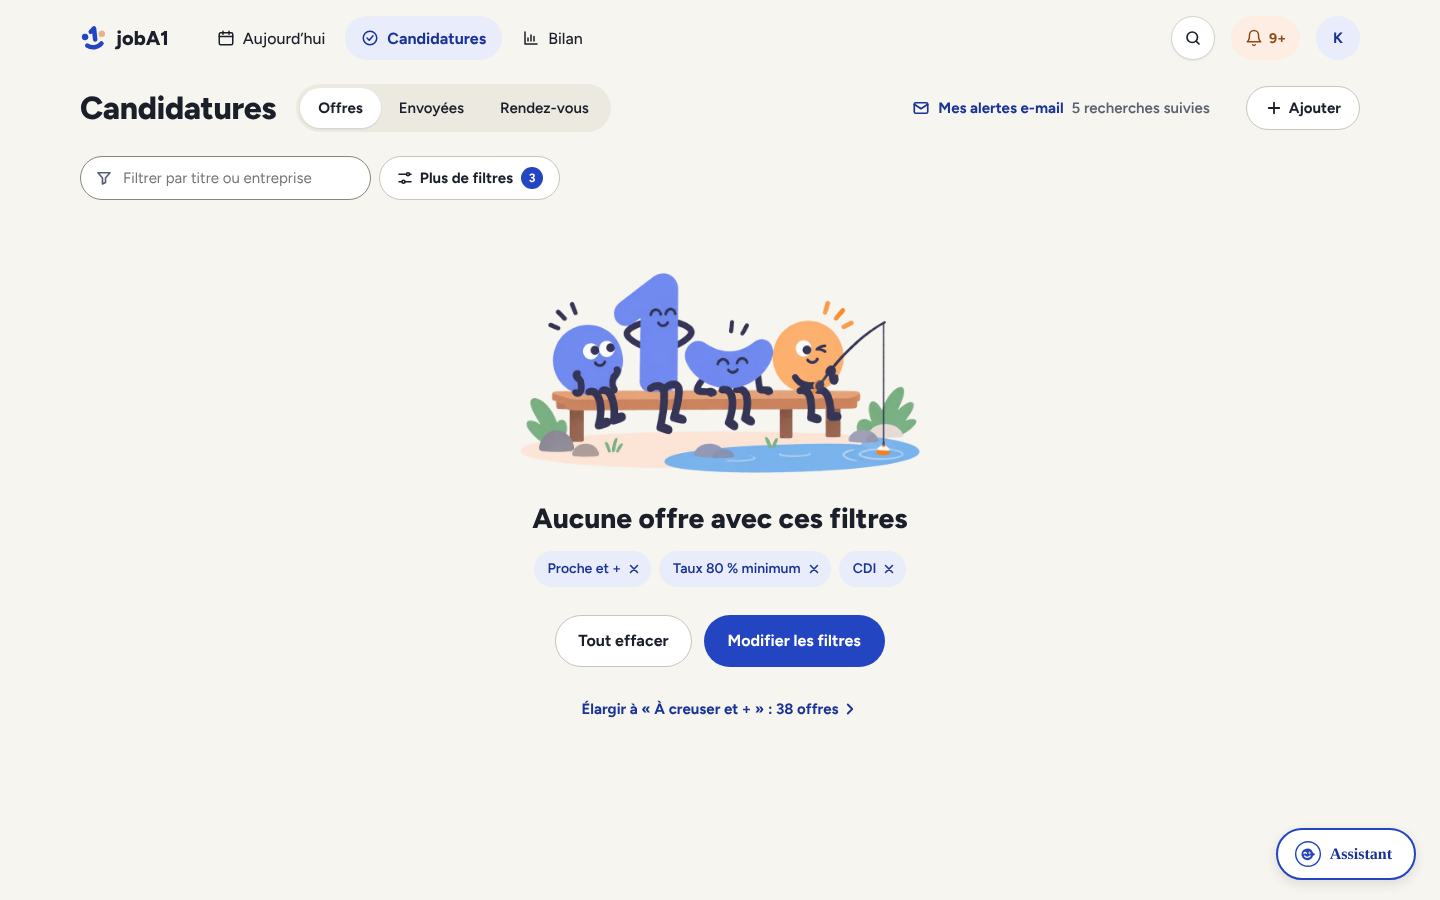 jobA1
Aujourd'hui
Candidatures
Bilan
9+
K
Candidatures
Offres
Envoyées
Rendez-vous
Mes alertes e-mail 5 recherches suivies
Ajouter
Filtrer par titre ou entreprise
Plus de filtres 3
Aucune offre avec ces filtres
Proche et +
Taux 80 % minimum
CDI
Tout effacer
Modifier les filtres
Élargir à « À creuser et + » : 38 offres
Assistant